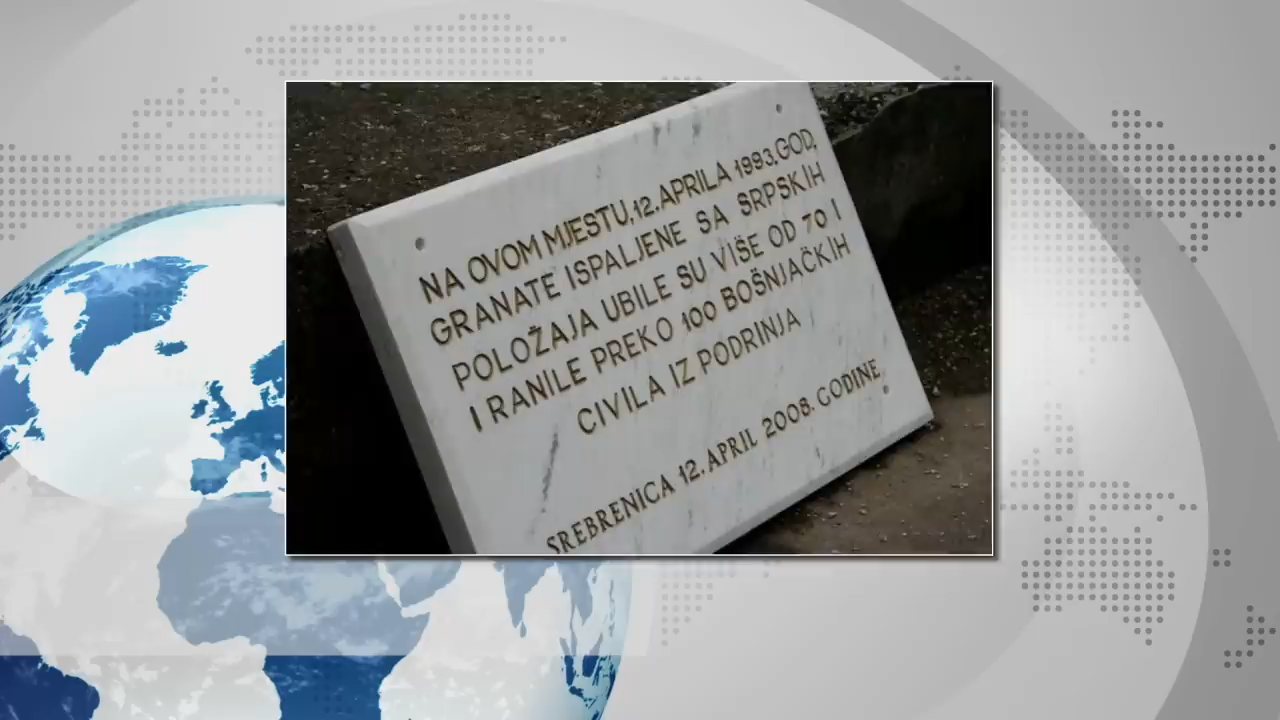 NA OVOM MJESTU, 12. APRILA 1993. GOD,
GRANATE ISPALJENE SA SRPSKIH
POLOŽAJA UBILE SU VIŠE OD 70 I
I RANILE PREKO 100 BOŠNJAČKIH
CIVILA IZ PODRINJA
SREBRENICA 12. APRIL 2008. GODINE